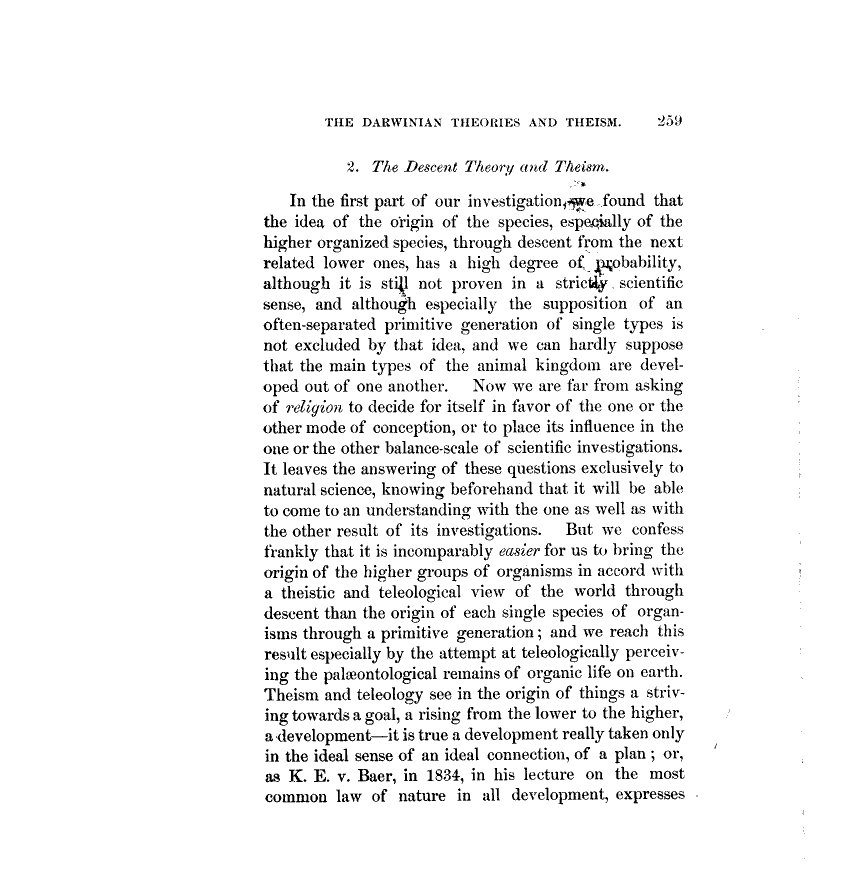 THE DARWINIAN THEORIES AND THEISM. 259
2. The Descent Theory and Theism.
In the first part of our investigation, we found that
the idea of the origin of the species, especially of the
higher organized species, through descent from the next
related lower ones, has a high degree of probability,
although it is still not proven in a strictly scientific
sense, and although especially the supposition of an
often-separated primitive generation of single types is
not excluded by that idea, and we can hardly suppose
that the main types of the animal kingdom are devel-
oped out of one another. Now we are far from asking
of religion to decide for itself in favor of the one or the
other mode of conception, or to place its influence in the
one or the other balance-scale of scientific investigations.
It leaves the answering of these questions exclusively to
natural science, knowing beforehand that it will be able
to come to an understanding with the one as well as with
the other result of its investigations. But we confess
frankly that it is incomparably easier for us to bring the
origin of the higher groups of organisms in accord with
a theistic and teleological view of the world through
descent than the origin of each single species of organ-
isms through a primitive generation; and we reach this
result especially by the attempt at teleologically perceiv-
ing the palæontological remains of organic life on earth.
Theism and teleology see in the origin of things a striv-
ing towards a goal, a rising from the lower to the higher,
a development—it is true a development really taken only
in the ideal sense of an ideal connection, of a plan; or,
as K. E. v. Baer, in 1834, in his lecture on the most
common law of nature in all development, expresses